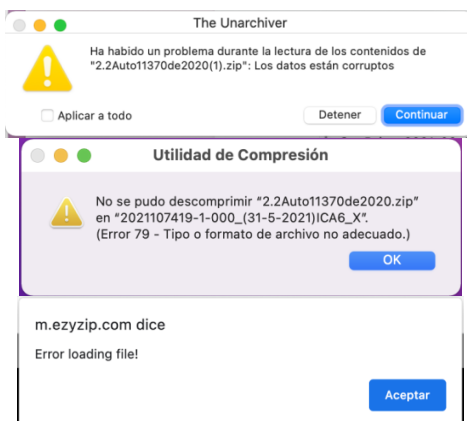 The Unarchiver
Ha habido un problema durante la lectura de los contenidos de
"2.2Auto11370de2020(1).zip": Los datos están corruptos
Aplicar a todo
Detener
Continuar
Utilidad de Compresión
No se pudo descomprimir “2.2Auto11370de2020.zip”
en “2021107419-1-000_(31-5-2021)ICA6_X”.
(Error 79 - Tipo o formato de archivo no adecuado.)
OK
m.ezyzip.com dice
Error loading file!
Aceptar